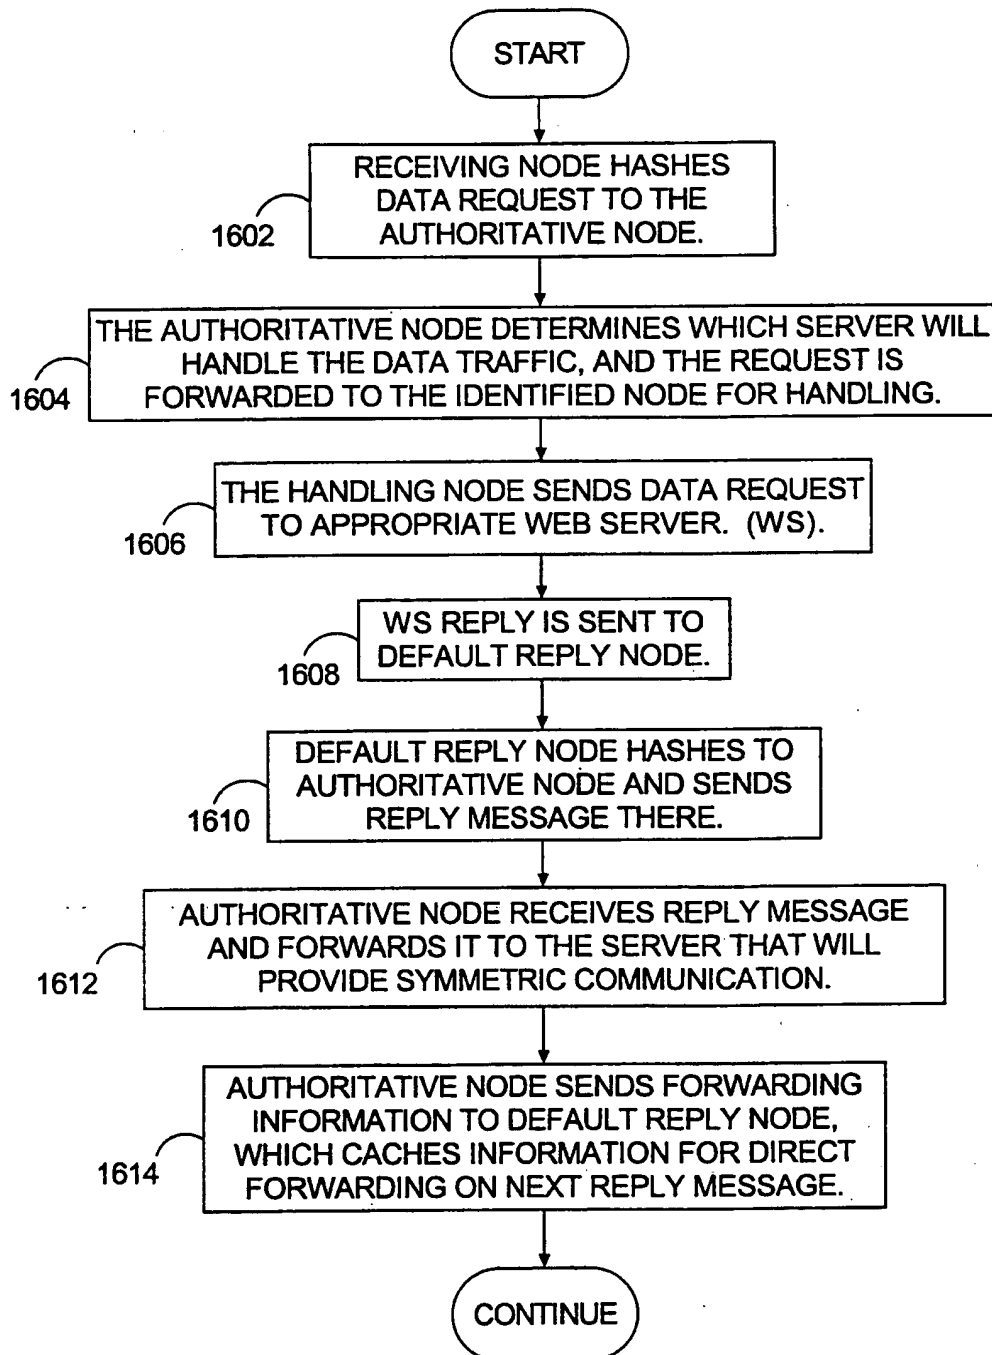 START
RECEIVING NODE HASHES
DATA REQUEST TO THE
AUTHORITATIVE NODE.
1602
THE AUTHORITATIVE NODE DETERMINES WHICH SERVER WILL
HANDLE THE DATA TRAFFIC, AND THE REQUEST IS
FORWARDED TO THE IDENTIFIED NODE FOR HANDLING.
1604
THE HANDLING NODE SENDS DATA REQUEST
TO APPROPRIATE WEB SERVER. (WS).
1606
WS REPLY IS SENT TO
DEFAULT REPLY NODE.
1608
DEFAULT REPLY NODE HASHES TO
AUTHORITATIVE NODE AND SENDS
REPLY MESSAGE THERE.
1610
AUTHORITATIVE NODE RECEIVES REPLY MESSAGE
AND FORWARDS IT TO THE SERVER THAT WILL
PROVIDE SYMMETRIC COMMUNICATION.
1612
AUTHORITATIVE NODE SENDS FORWARDING
INFORMATION TO DEFAULT REPLY NODE,
WHICH CACHES INFORMATION FOR DIRECT
FORWARDING ON NEXT REPLY MESSAGE.
1614
CONTINUE